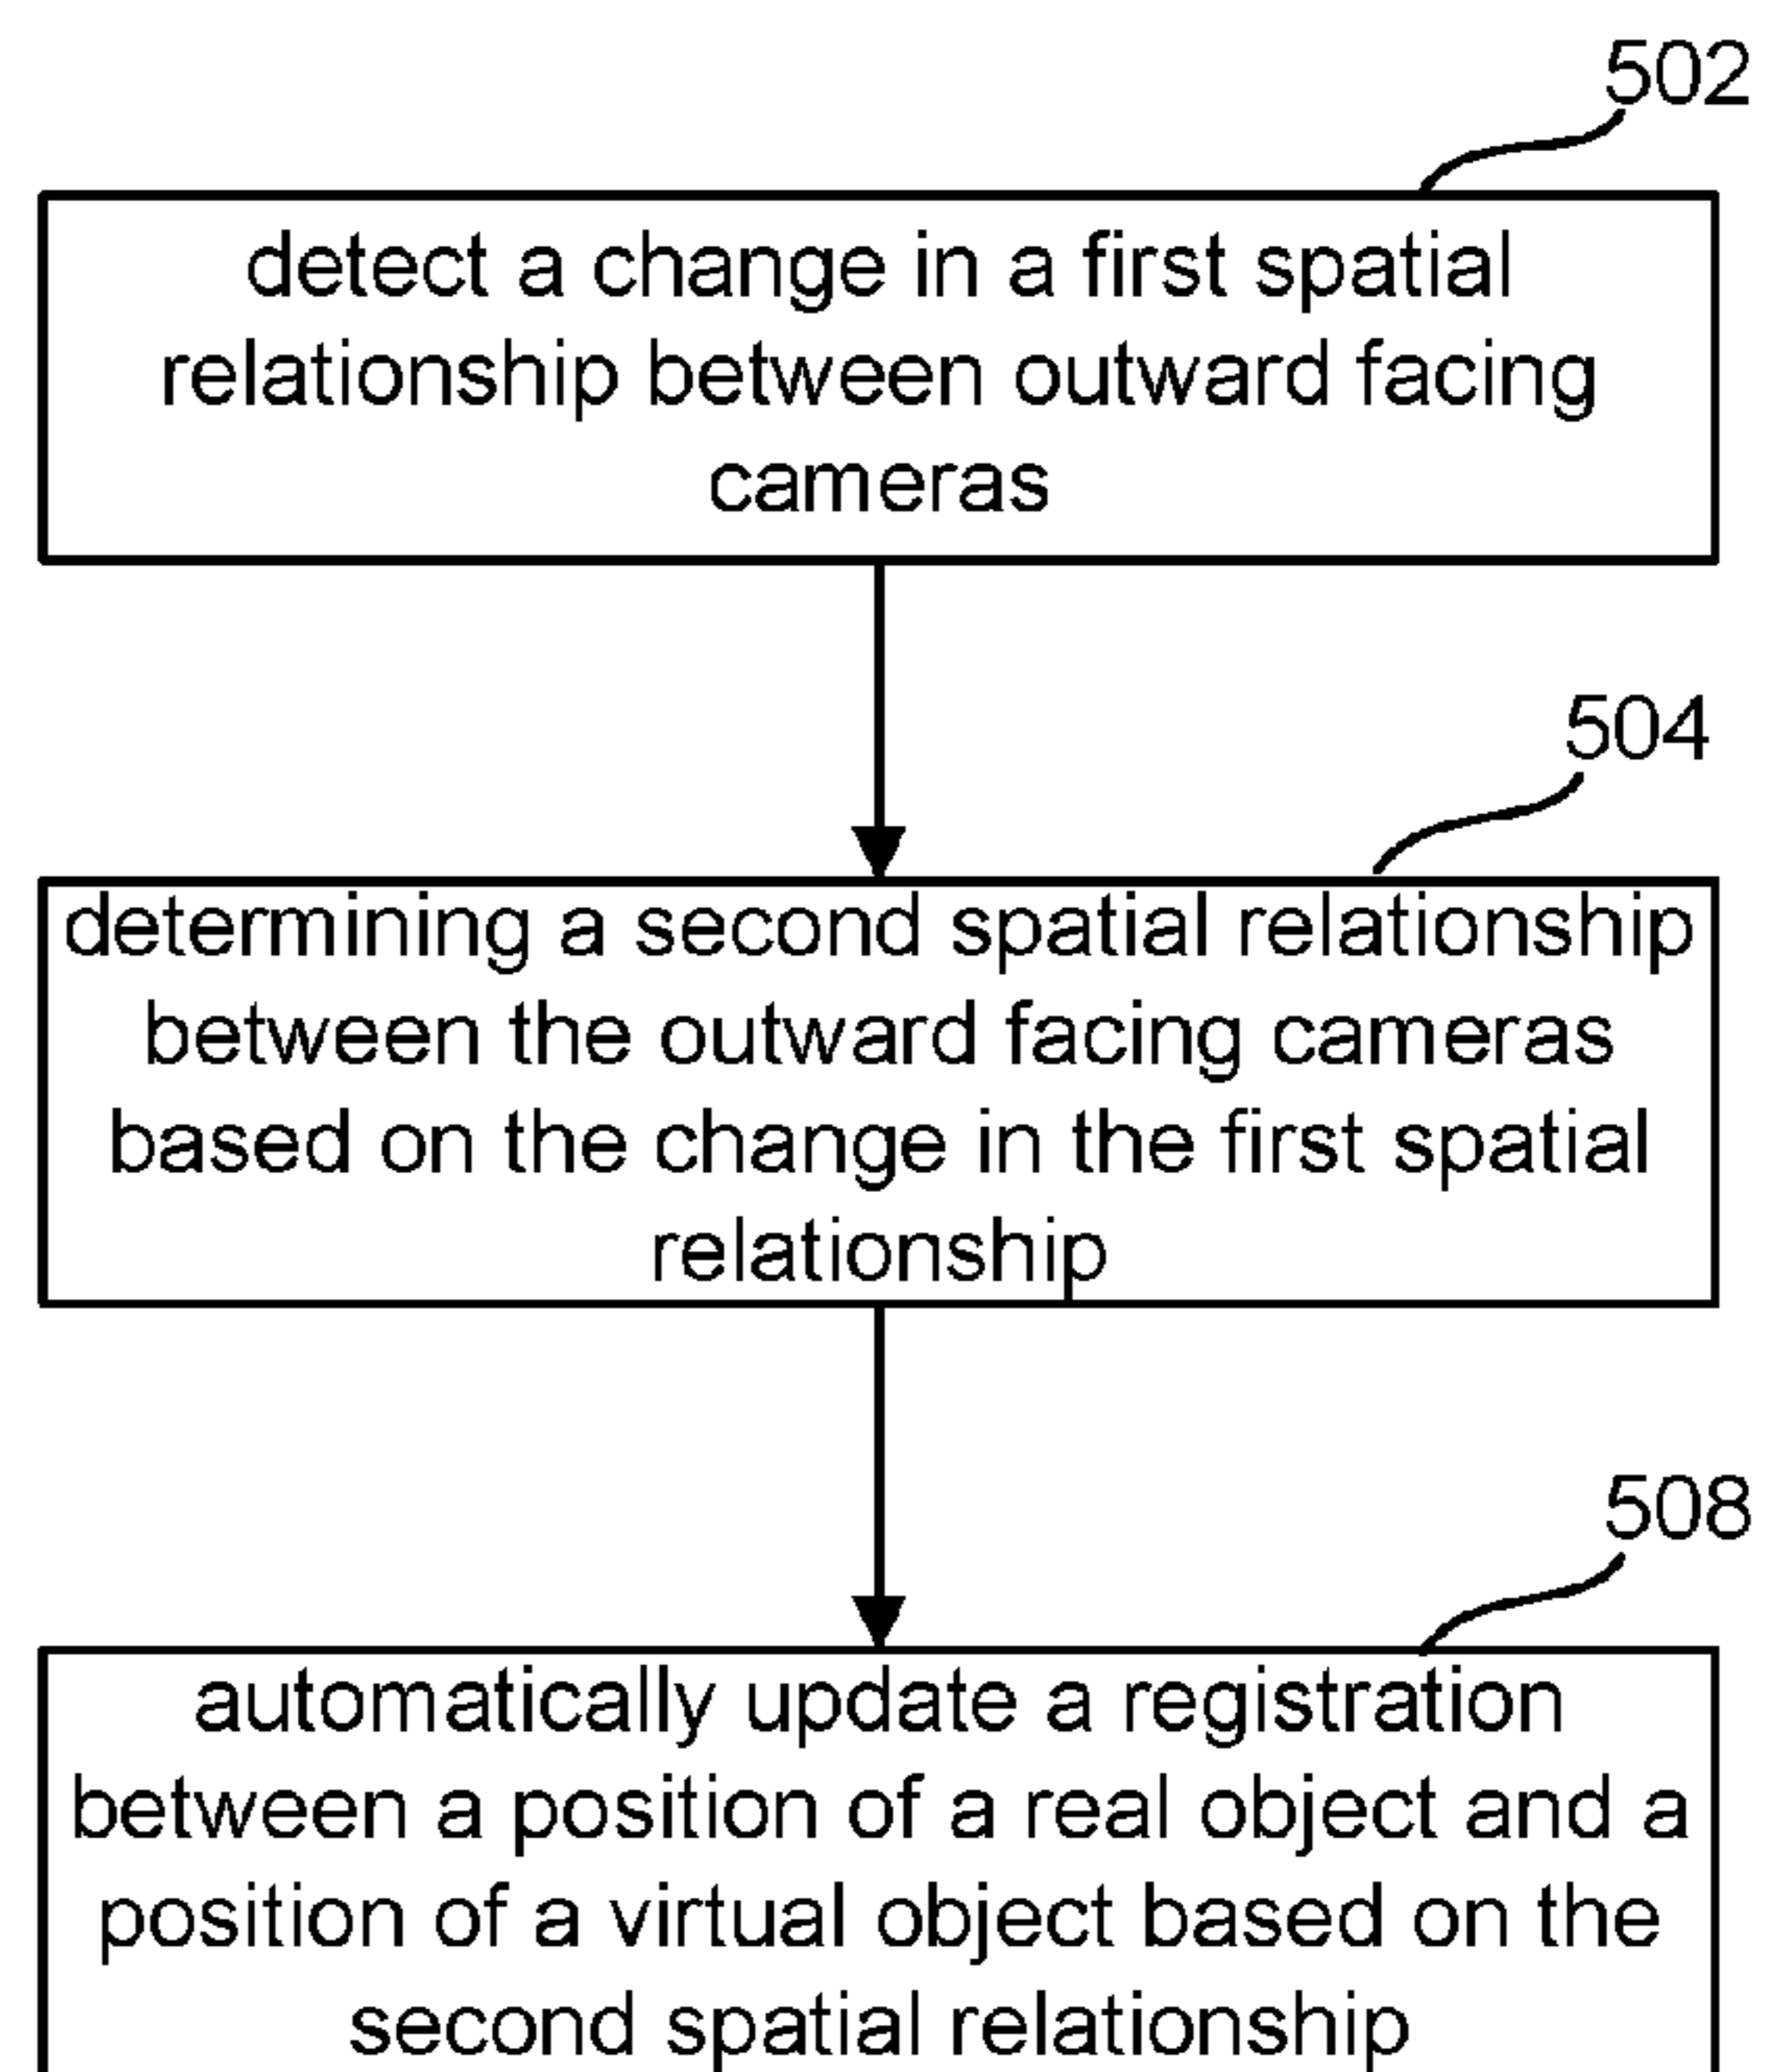 502
detect a change in a first spatial
relationship between outward facing
cameras
504
determining a second spatial relationship
between the outward facing cameras
based on the change in the first spatial
relationship
508
automatically update a registration
between a position of a real object and a
position of a virtual object based on the
second spatial relationship